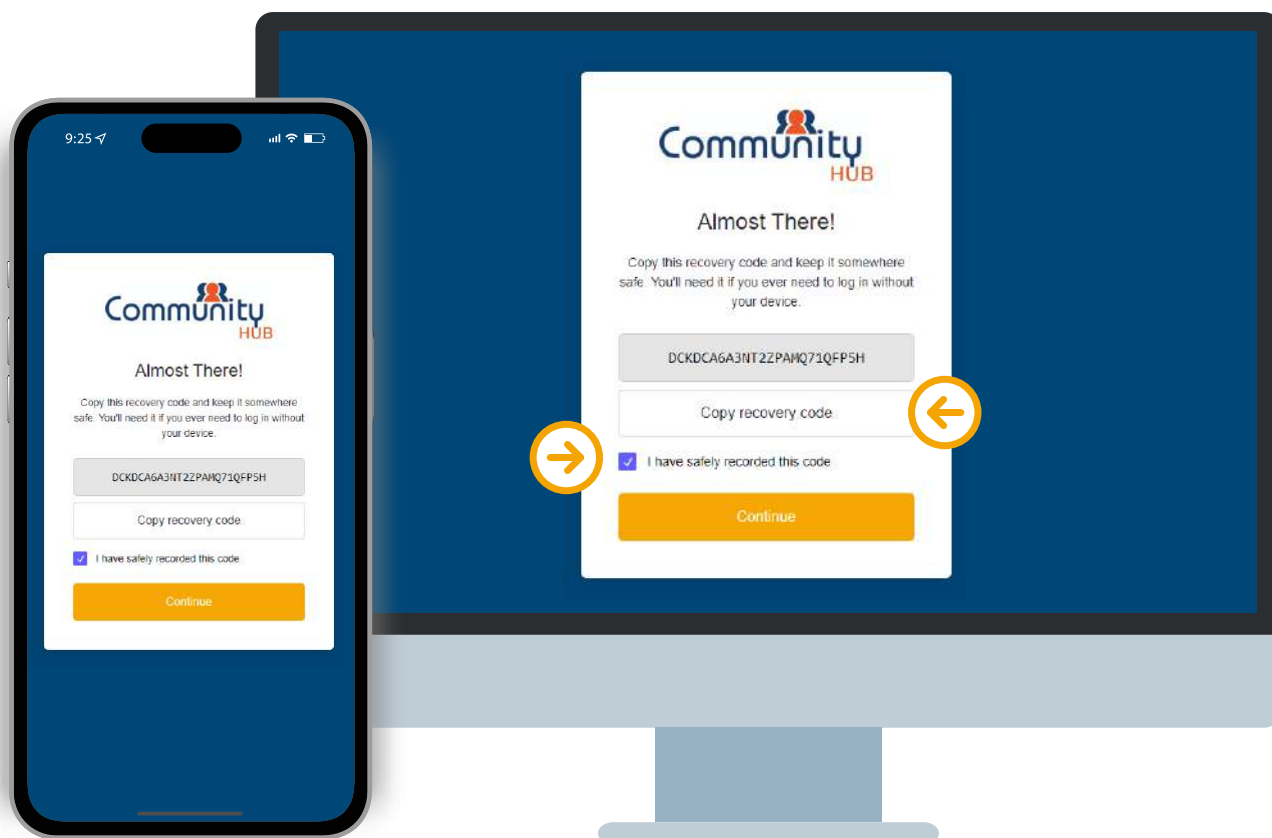 9:25
Community
HUB
Almost There!
Copy this recovery code and keep it somewhere
safe. You'll need it if you ever need to log in without
your device.
DCKDCA6A3NT2ZPAMQ71QFP5H
Copy recovery code
I have safely recorded this code
Continue
Community
HUB
Almost There!
Copy this recovery code and keep it somewhere
safe. You'll need it if you ever need to log in without
your device.
DCKDCA6A3NT2ZPAMQ71QFP5H
Copy recovery code
I have safely recorded this code
Continue